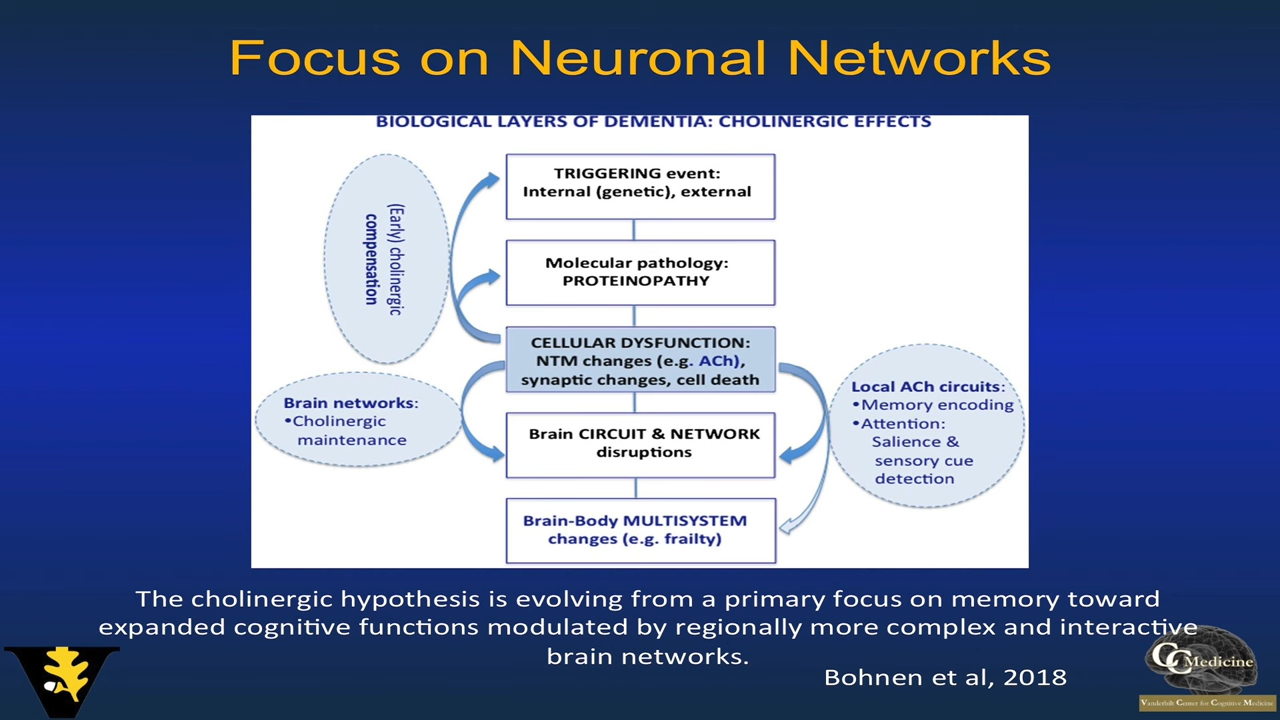 Focus on Neuronal Networks
BIOLOGICAL LAYERS OF DEMENTIA: CHOLINERGIC EFFECTS
TRIGGERING event:
Internal (genetic), external
(Early) cholinergic
compensation
Molecular pathology:
PROTEINOPATHY
CELLULAR DYSFUNCTION:
NTM changes (e.g. ACh),
synaptic changes, cell death
Brain networks:
•Cholinergic
maintenance
Local ACh circuits:
•Memory encoding
•Attention:
Salience &
sensory cue
detection
Brain CIRCUIT & NETWORK
disruptions
Brain-Body MULTISYSTEM
changes (e.g. frailty)
The cholinergic hypothesis is evolving from a primary focus on memory toward
expanded cognitive functions modulated by regionally more complex and interactive
brain networks.
Bohnen et al, 2018
V
CC Medicine
Vanderbilt Center for Cognitive Medicine